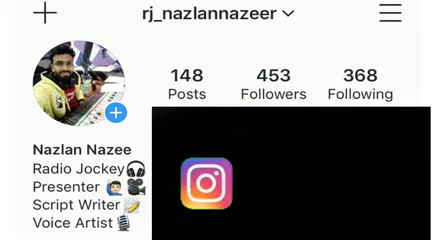 rj_nazlannazeer
148 453 368
Posts Followers Following
Nazlan Nazee
Radio Jockey🎧
Presenter 🙋🏻‍♂️🎥
Script Writer📝
Voice Artist🎙️